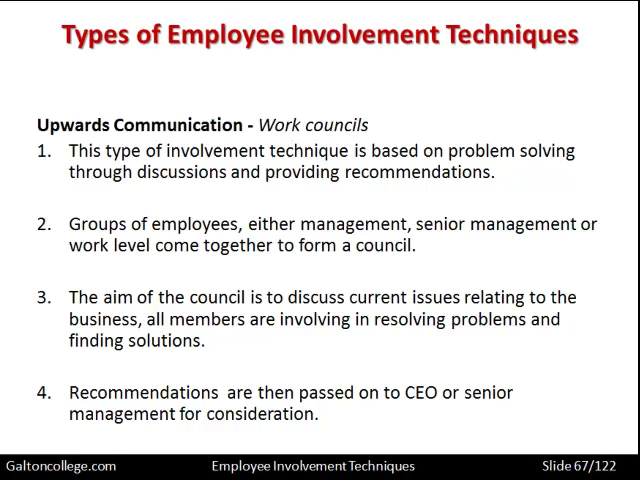 Types of Employee Involvement Techniques
Upwards Communication - Work councils
1. This type of involvement technique is based on problem solving
through discussions and providing recommendations.
2. Groups of employees, either management, senior management or
work level come together to form a council.
3. The aim of the council is to discuss current issues relating to the
business, all members are involving in resolving problems and
finding solutions.
4. Recommendations are then passed on to CEO or senior
management for consideration.
Galtoncollege.com Employee Involvement Techniques Slide 67/122